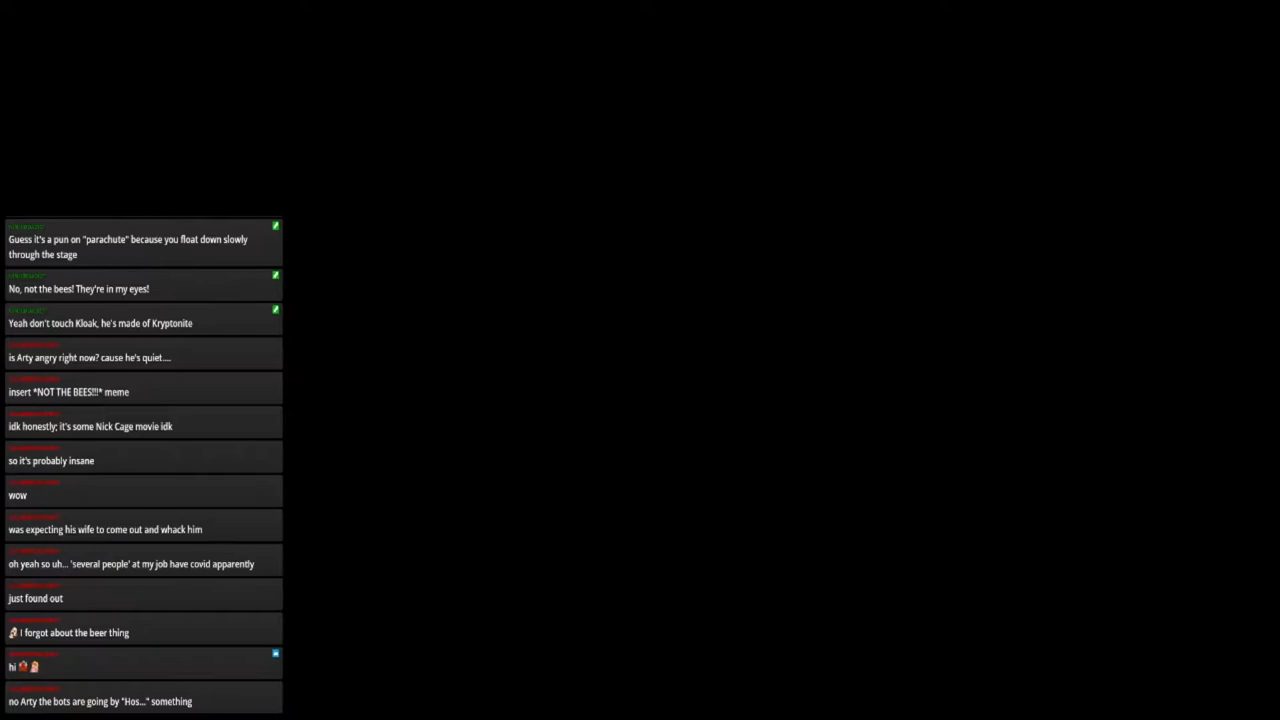 Guess it's a pun on "parachute" because you float down slowly
through the stage
No, not the bees! They're in my eyes!
Yeah don't touch Kloak, he's made of Kryptonite
is Arty angry right now? cause he's quiet....
insert *NOT THE BEES!!!* meme
idk honestly; it's some Nick Cage movie idk
so it's probably insane
wow
was expecting his wife to come out and whack him
oh yeah so uh... 'several people' at my job have covid apparently
just found out
I forgot about the beer thing
hi
no Arty the bots are going by "Hos..." something